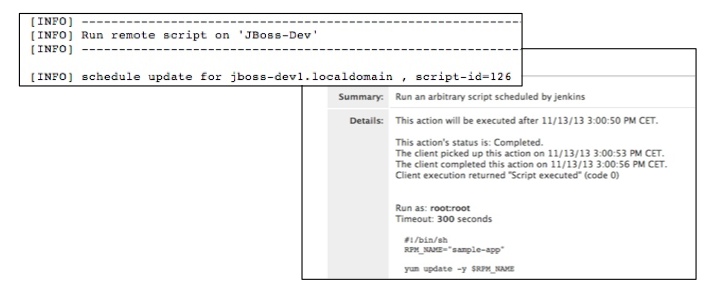 [INFO] ------------------------------------------------------------
[INFO] Run remote script on 'JBoss-Dev'
[INFO] ------------------------------------------------------------
[INFO] schedule update for jboss-dev1.localdomain , script-id=126
Summary: Run an arbitrary script scheduled by jenkins
Details: This action will be executed after 11/13/13 3:00:50 PM CET.
This action's status is: Completed.
The client picked up this action on 11/13/13 3:00:53 PM CET.
The client completed this action on 11/13/13 3:00:56 PM CET.
Client execution returned "Script executed" (code 0)
Run as: root:root
Timeout: 300 seconds
#!/bin/sh
RPM_NAME="sample-app"
yum update -y $RPM_NAME